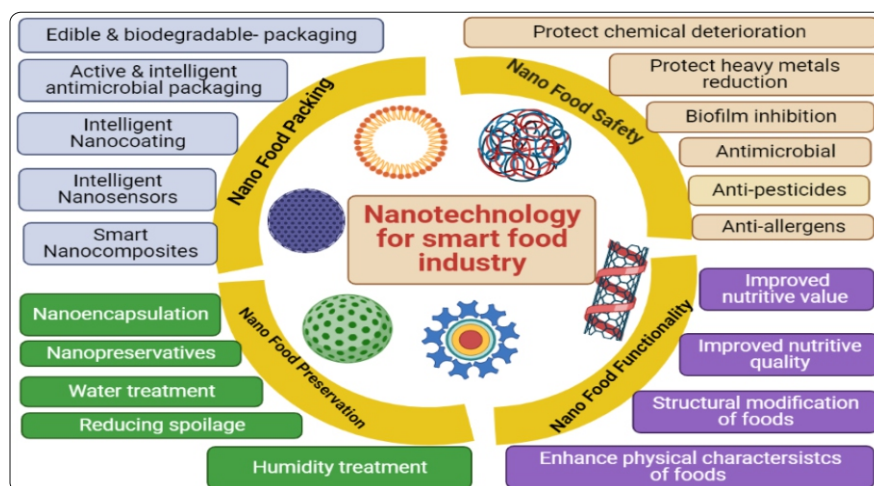 Edible & biodegradable- packaging
Active & intelligent
antimicrobial packaging
Intelligent
Nanocoating
Intelligent
Nanosensors
Smart
Nanocomposites
Nano Food Packing
Protect chemical deterioration
Protect heavy metals
reduction
Biofilm inhibition
Antimicrobial
Anti-pesticides
Anti-allergens
Nano Food Safety
Nanotechnology
for smart food
industry
Nanoencapsulation
Nanopreservatives
Water treatment
Reducing spoilage
Humidity treatment
Nano Food Preservation
Improved
nutritive value
Improved nutritive
quality
Structural modification
of foods
Enhance physical charactersistcs
of foods
Nano Food Functionality